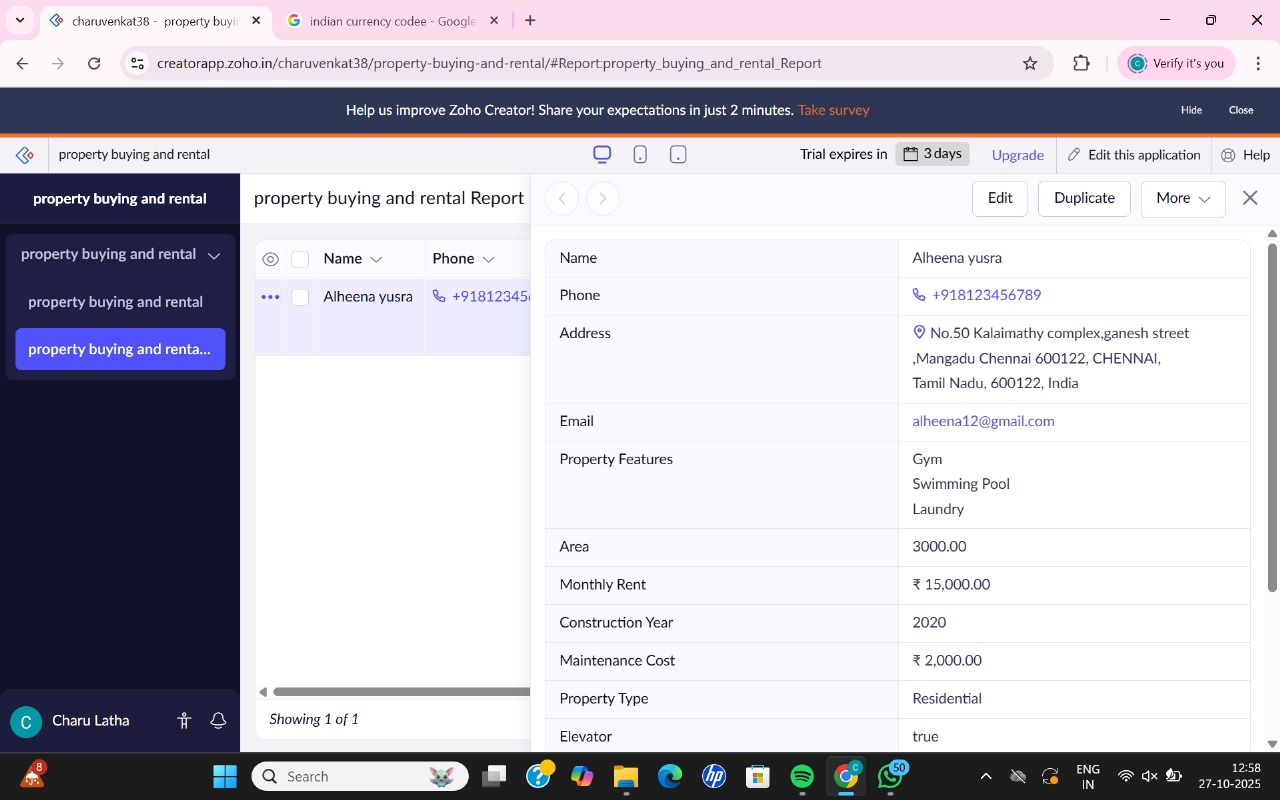 charuvenkat38 - property buyi
indian currency codee - Google
creatorapp.zoho.in/charuvenkat38/property-buying-and-rental/#Report:property_buying_and_rental_Report
C
Verify it's you
Help us improve Zoho Creator! Share your expectations in just 2 minutes. Take survey
Hide
Close
property buying and rental
Trial expires in
3 days
Upgrade
Edit this application
Help
property buying and rental
property buying and rental
property buying and rental
property buying and renta...
property buying and rental Report
Name
Phone
Alheena yusra
+91812345
Showing 1 of 1
Edit
Duplicate
More
Name
Alheena yusra
Phone
+918123456789
Address
No.50 Kalaimathy complex,ganesh street
,Mangadu Chennai 600122, CHENNAI,
Tamil Nadu, 600122, India
Email
alheena12@gmail.com
Property Features
Gym
Swimming Pool
Laundry
Area
3000.00
Monthly Rent
₹ 15,000.00
Construction Year
2020
Maintenance Cost
₹ 2,000.00
Property Type
Residential
Elevator
true
C
Charu Latha
8
Search
hp
C
50
ENG
IN
12:58
27-10-2025